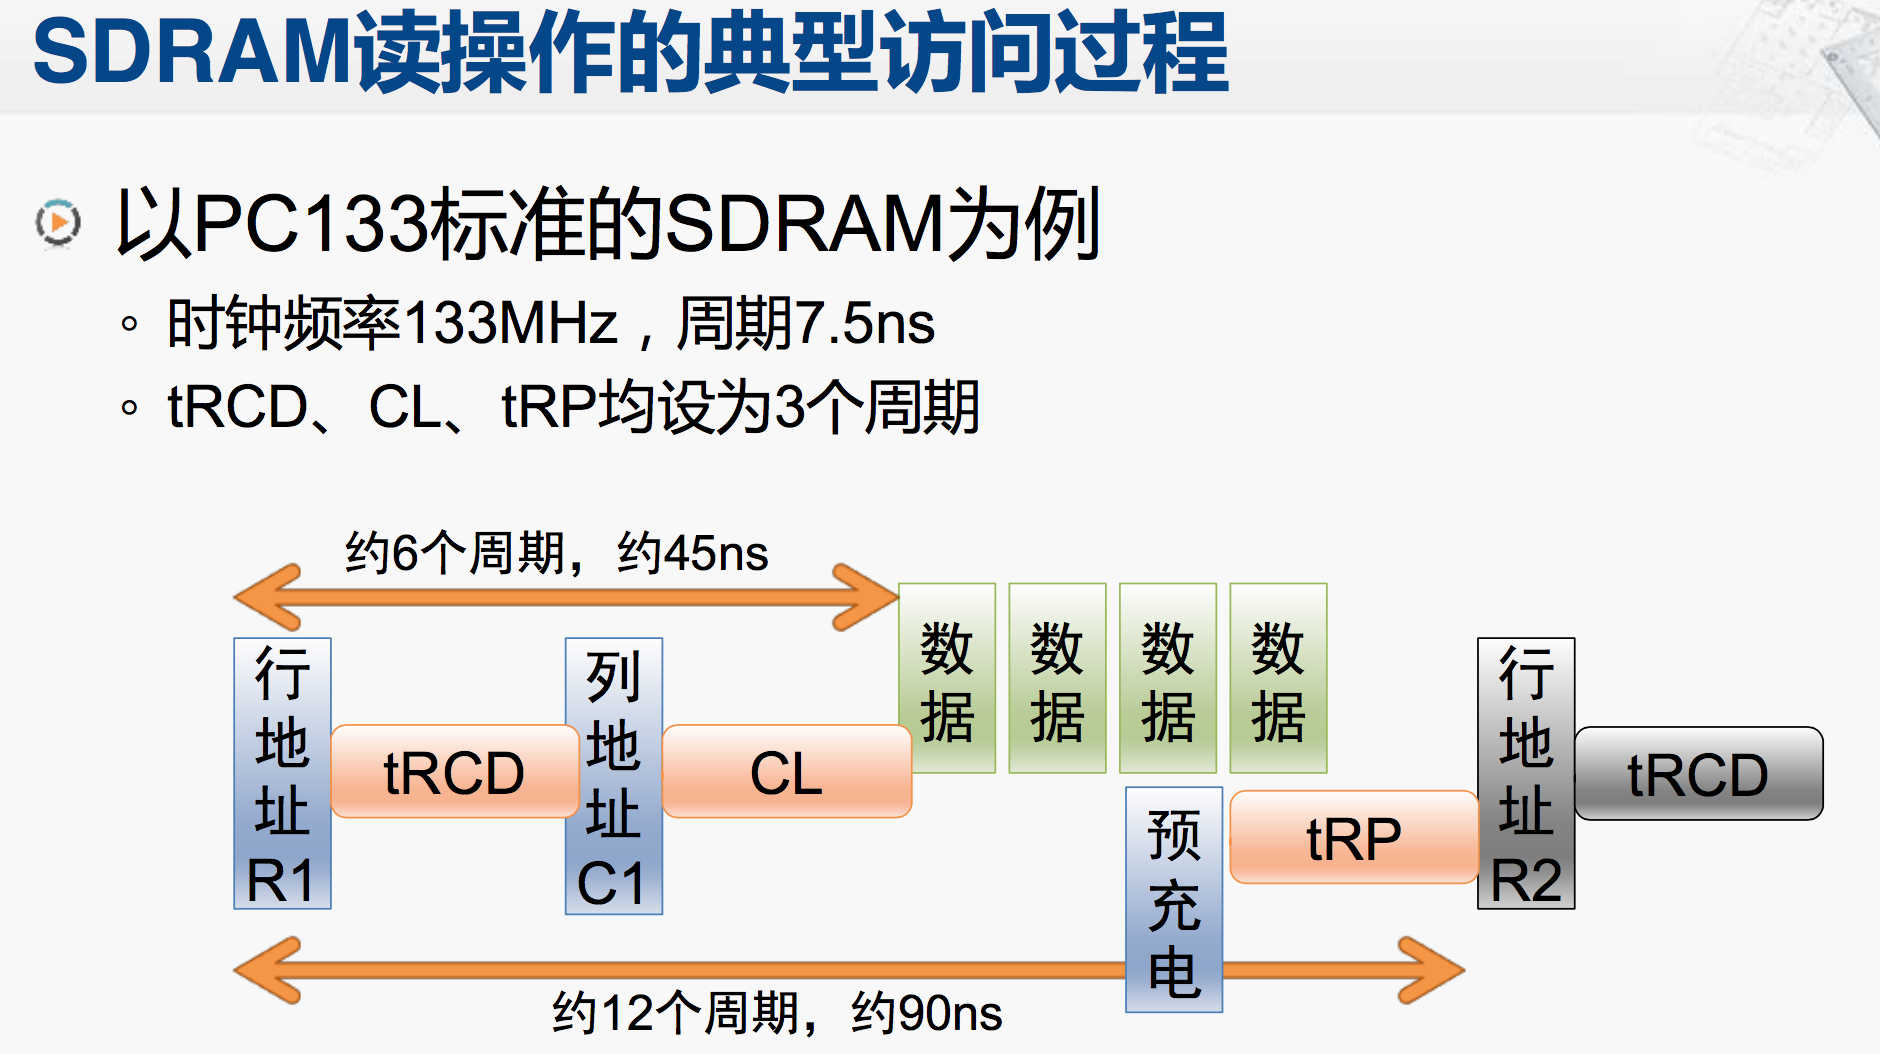 SDRAM读操作的典型访问过程
以PC133标准的SDRAM为例
时钟频率133MHz，周期7.5ns
tRCD、CL、tRP均设为3个周期
约6个周期，约45ns
行地址R1
tRCD
列地址C1
CL
数据
数据
数据
数据
预充电
tRP
行地址R2
tRCD
约12个周期，约90ns